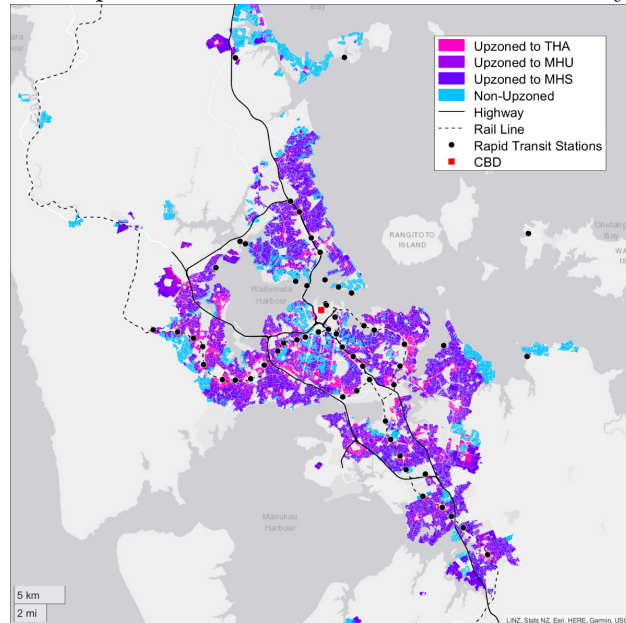 Upzoned to THA
Upzoned to MHU
Upzoned to MHS
Non-Upzoned
Highway
Rail Line
Rapid Transit Stations
CBD
Bay
RANGITOTO
ISLAND
Waitemata
Harbour
Manukau
Harbour
5 km
2 mi
LINZ, Stats NZ, Esri, HERE, Garmin,